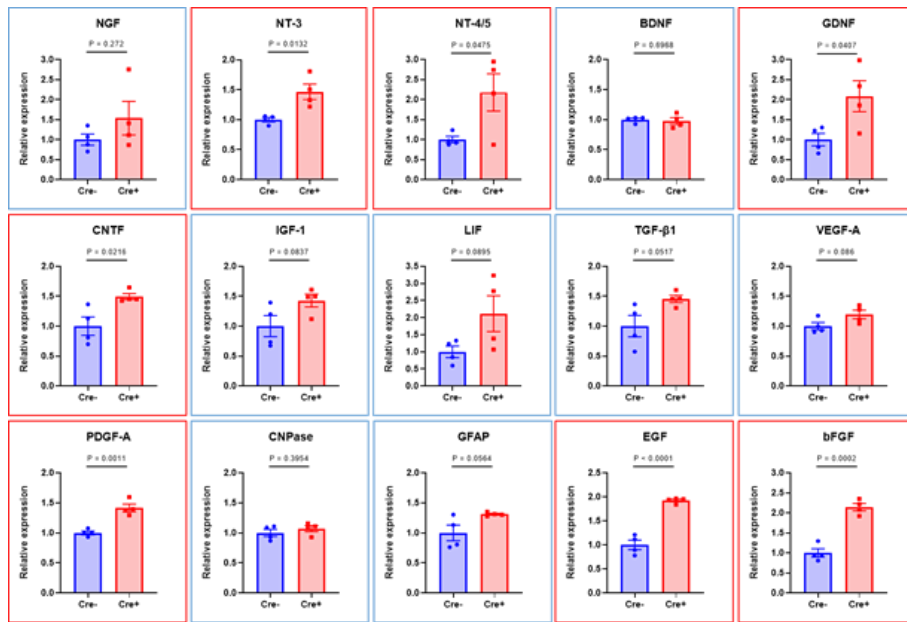 NGF
P = 0.272
Relative expression
3.0
2.5
2.0
1.5
1.0
0.5
0.0
Cre-
Cre+
NT-3
P = 0.0132
Relative expression
2.0
1.5
1.0
0.5
0.0
Cre-
Cre+
NT-4/5
P = 0.0475
Relative expression
3.0
2.5
2.0
1.5
1.0
0.5
0.0
Cre-
Cre+
BDNF
P = 0.6968
Relative expression
2.0
1.5
1.0
0.5
0.0
Cre-
Cre+
GDNF
P = 0.0407
Relative expression
3.0
2.5
2.0
1.5
1.0
0.5
0.0
Cre-
Cre+
CNTF
P = 0.0216
Relative expression
2.0
1.5
1.0
0.5
0.0
Cre-
Cre+
IGF-1
P = 0.0837
Relative expression
2.0
1.5
1.0
0.5
0.0
Cre-
Cre+
LIF
P = 0.0895
Relative expression
3.5
3.0
2.5
2.0
1.5
1.0
0.5
0.0
Cre-
Cre+
TGF-β1
P = 0.0517
Relative expression
2.0
1.5
1.0
0.5
0.0
Cre-
Cre+
VEGF-A
P = 0.086
Relative expression
2.0
1.5
1.0
0.5
0.0
Cre-
Cre+
PDGF-A
P = 0.0011
Relative expression
2.0
1.5
1.0
0.5
0.0
Cre-
Cre+
CNPase
P = 0.3954
Relative expression
2.0
1.5
1.0
0.5
0.0
Cre-
Cre+
GFAP
P = 0.0564
Relative expression
2.0
1.5
1.0
0.5
0.0
Cre-
Cre+
EGF
P < 0.0001
Relative expression
2.5
2.0
1.5
1.0
0.5
0.0
Cre-
Cre+
bFGF
P = 0.0002
Relative expression
3.0
2.5
2.0
1.5
1.0
0.5
0.0
Cre-
Cre+